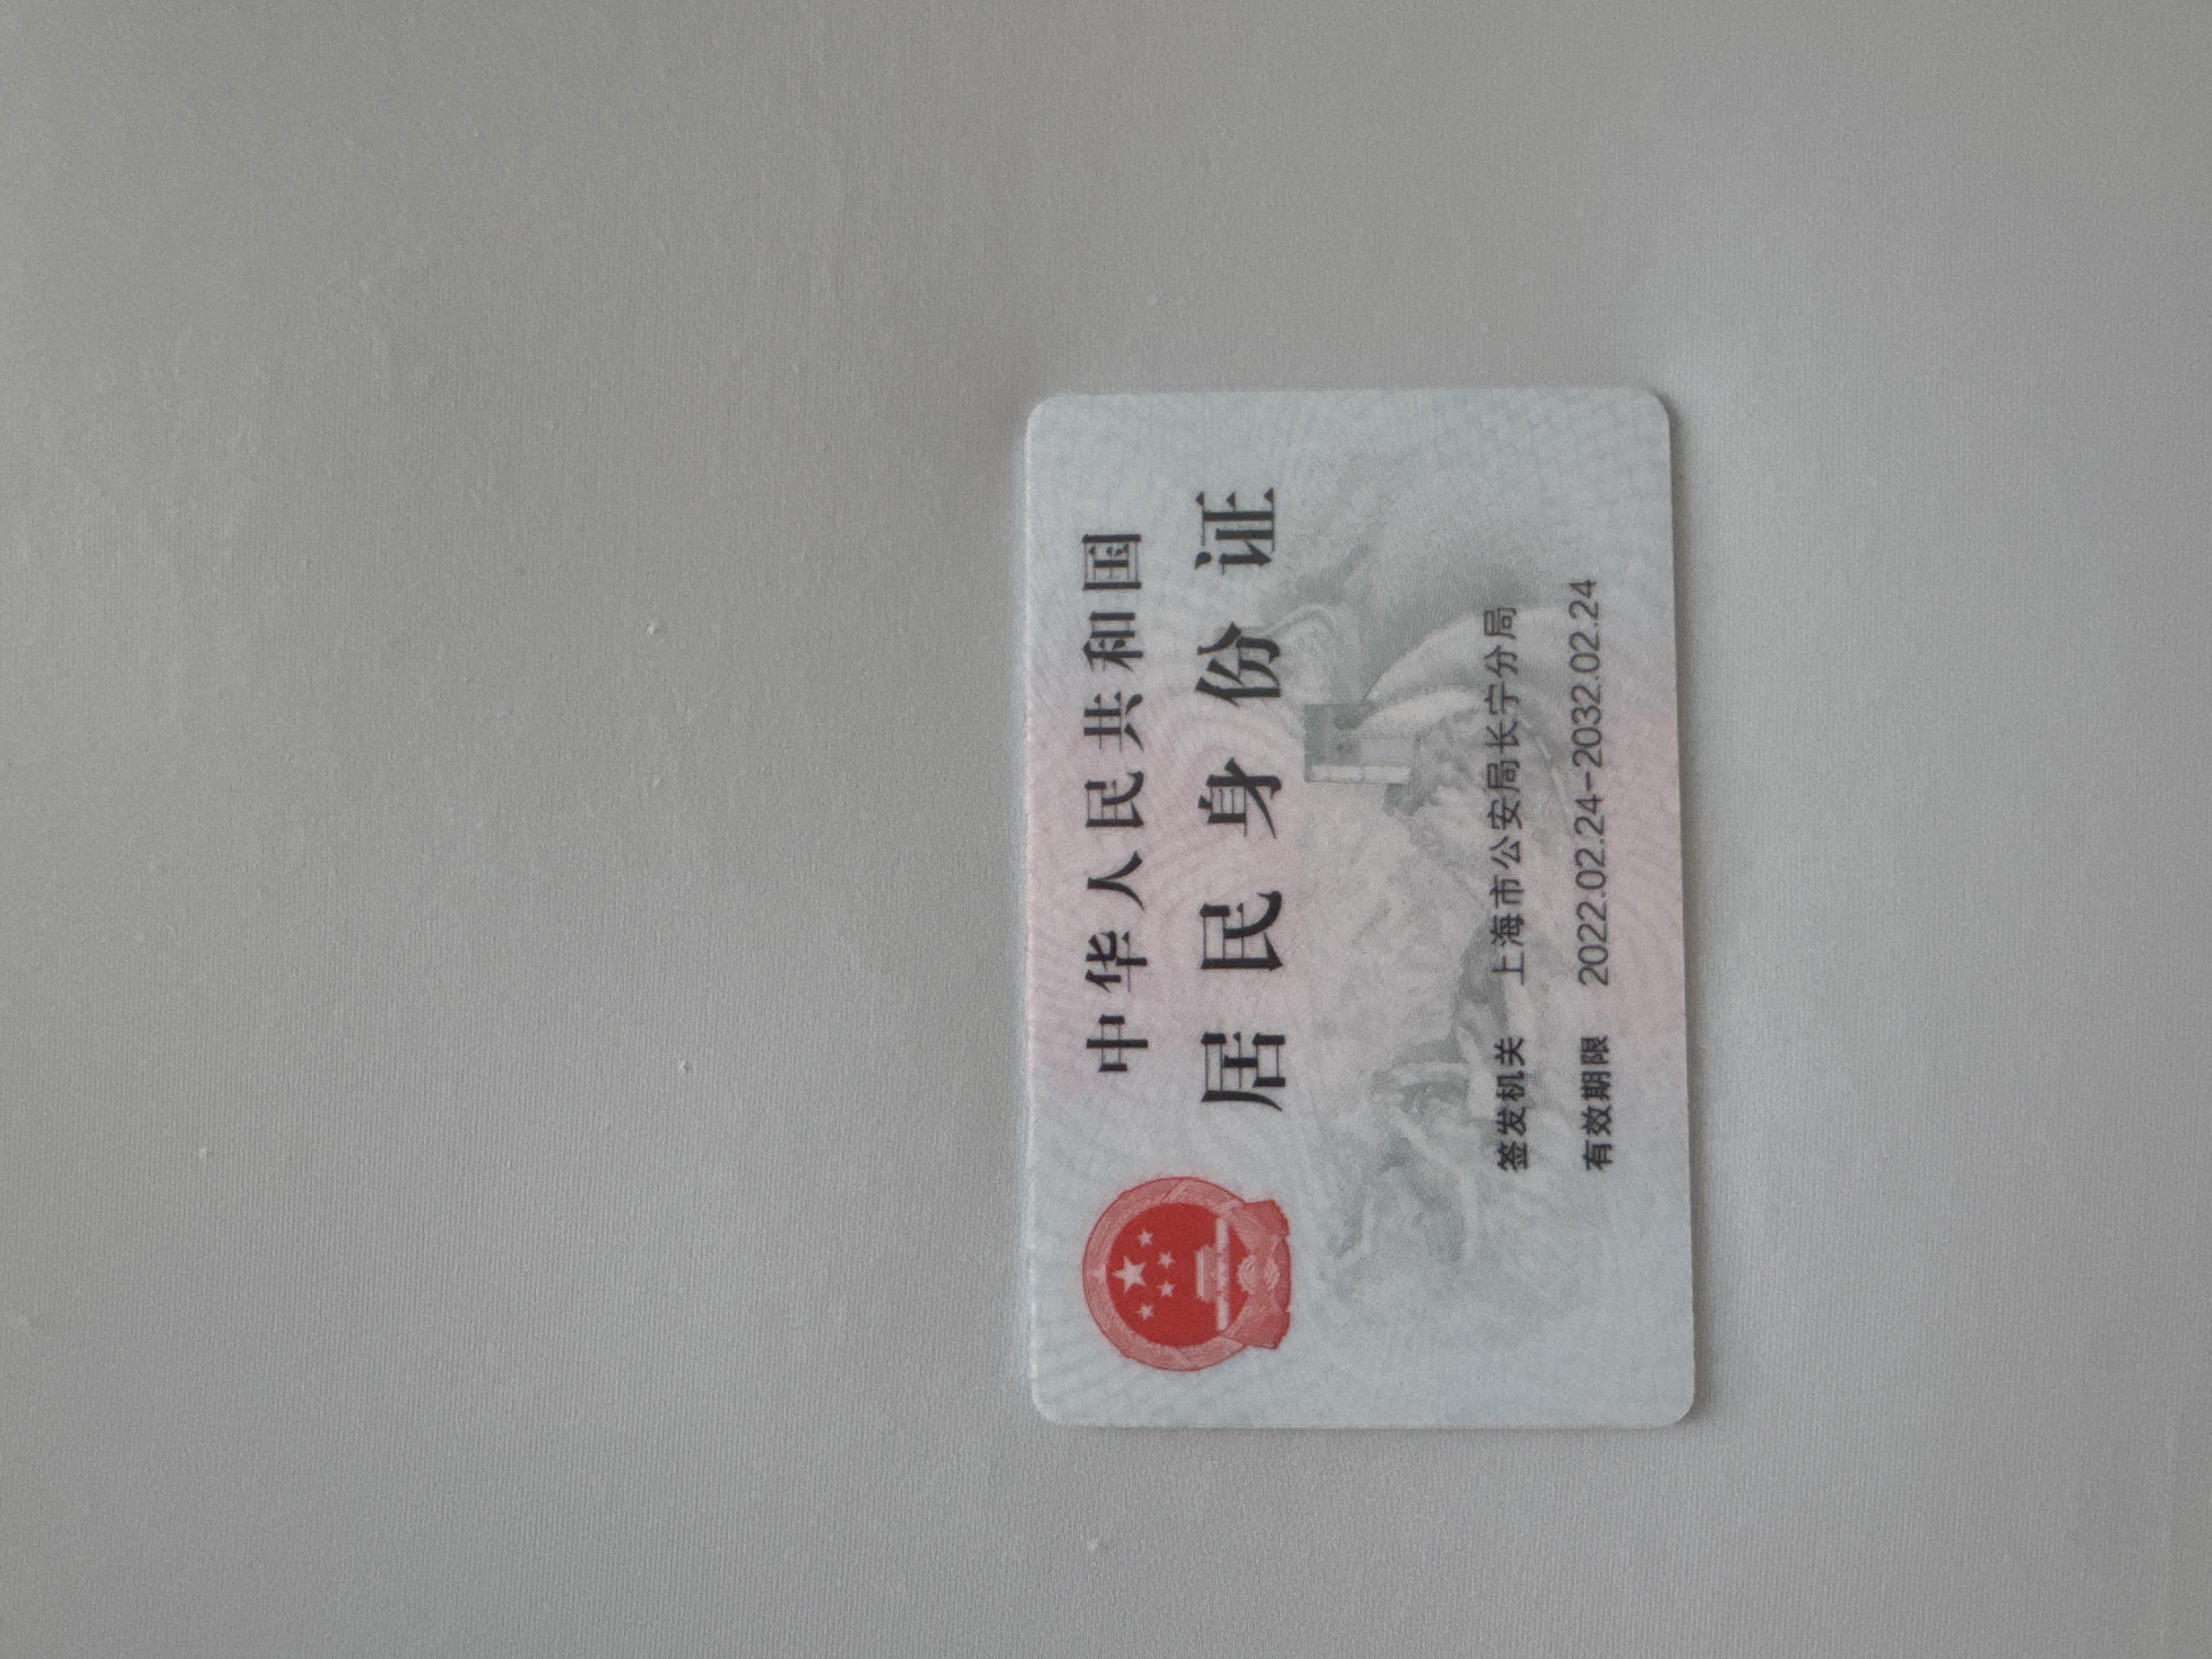 中华人民共和国
居民身份证
签发机关 上海市公安局长宁分局
有效期限 2022.02.24-2032.02.24